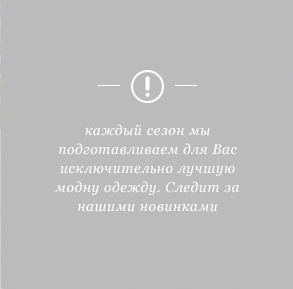 каждый сезон мы
подготавливаем для Вас
исключительно лучшую
модну одежду. Следит за
нашими новинками